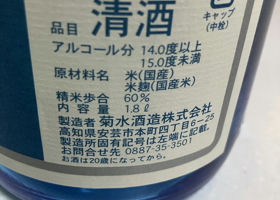 品目 清酒
キャップ
(中栓)
アルコール分 14.0度以上
15.0度未満
原材料名 米(国産)
米麹(国産米)
精米歩合 60%
内容量 1.8ℓ
製造者 菊水酒造株式会社
高知県安芸市本町四丁目6-25
製造所固有記号は左端に記載。
お問合せ先 0887-35-3501
お酒は20歳になってから。